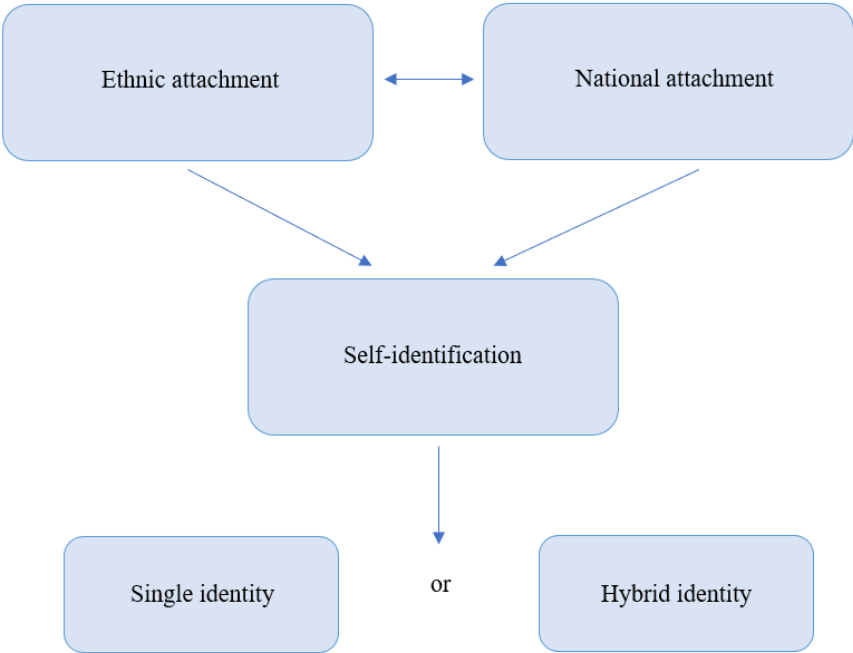 Ethnic attachment
National attachment
Self-identification
Single identity
or
Hybrid identity